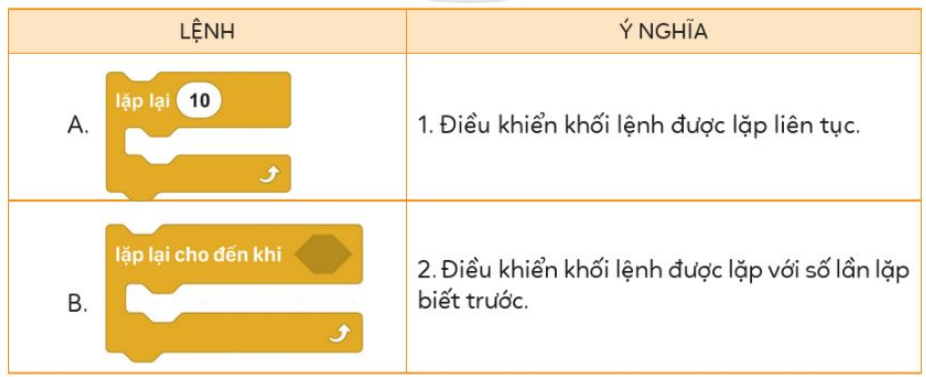 LỆNH
Ý NGHĨA
A.
lặp lại 10
1. Điều khiển khối lệnh được lặp liên tục.
B.
lặp lại cho đến khi
2. Điều khiển khối lệnh được lặp với số lần lặp
biết trước.